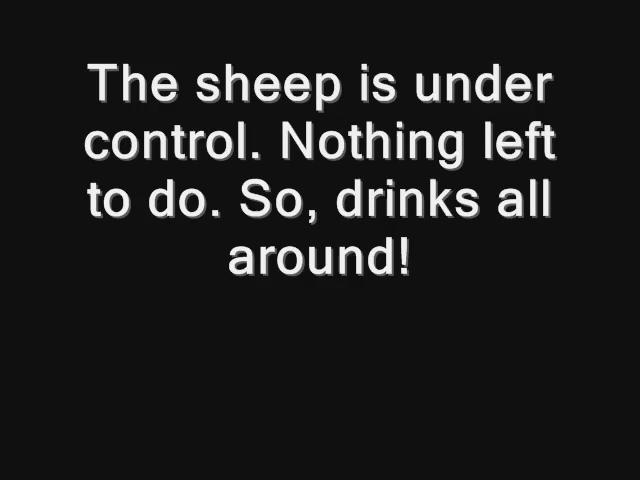 The sheep is under
control. Nothing left
to do. So, drinks all
around!